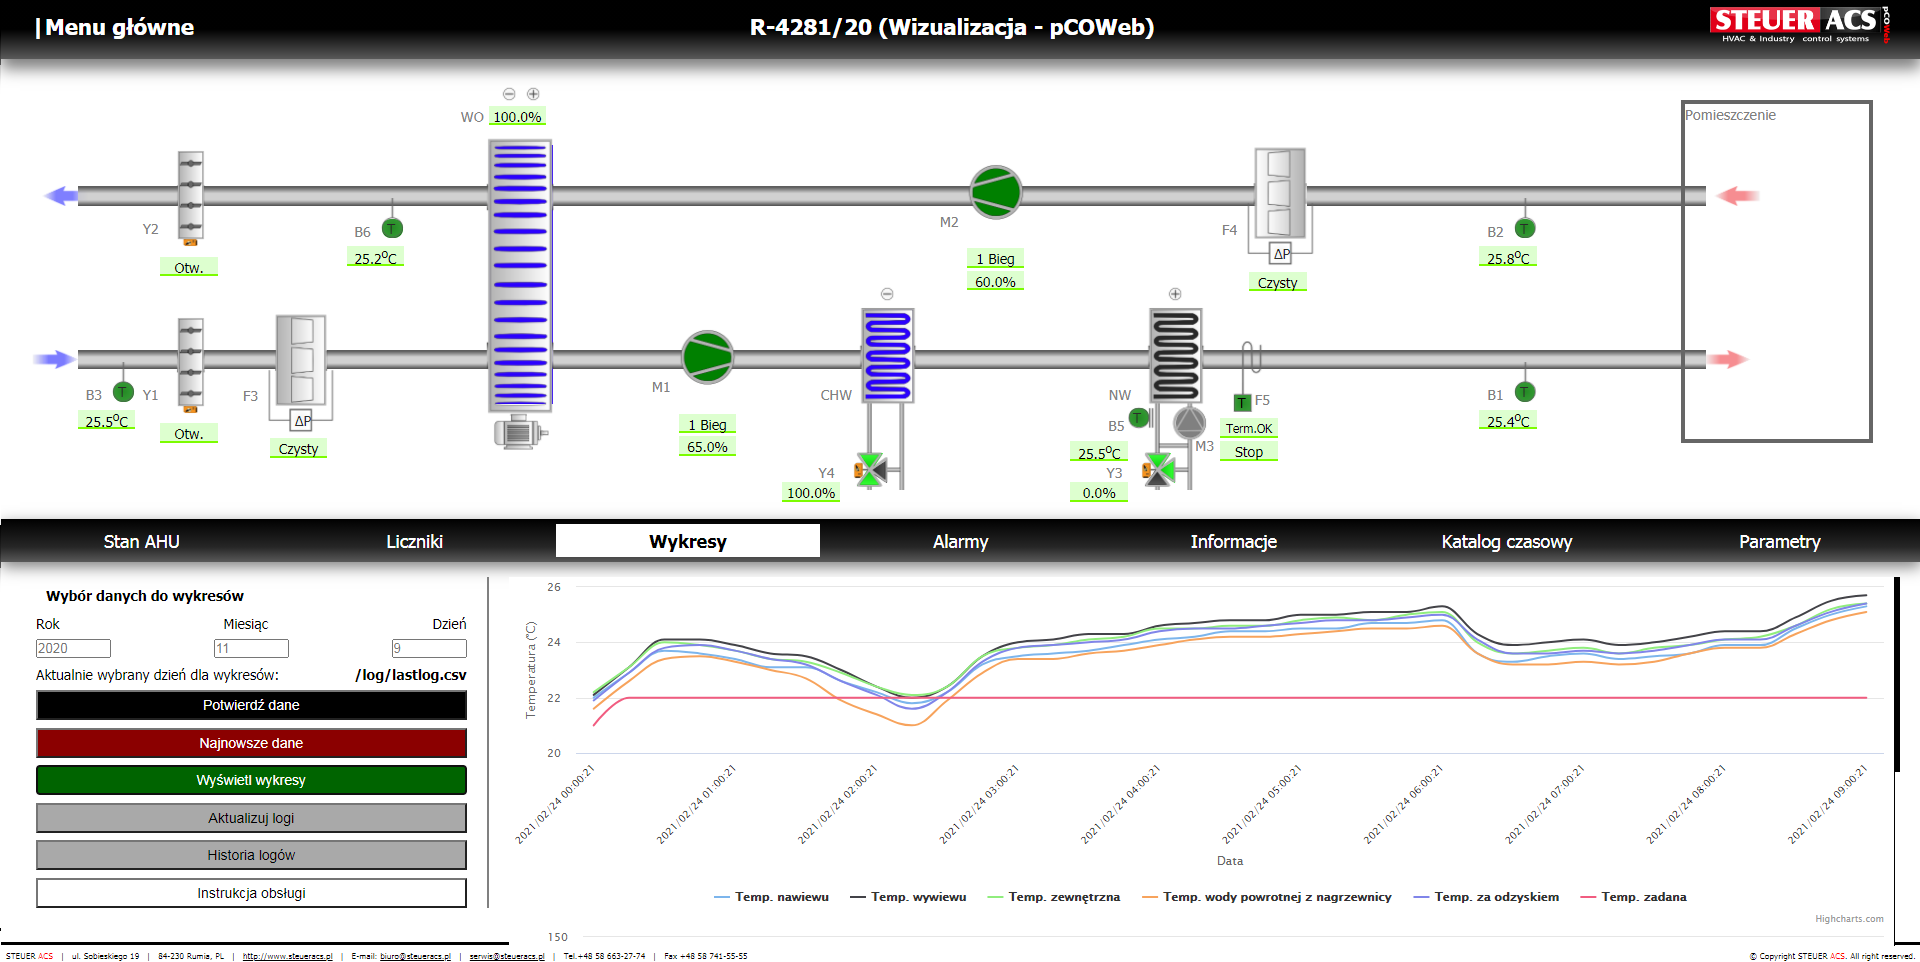 |Menu główne
R-4281/20 (Wizualizacja - pCOWeb)
STEUER ACS pCO Web
HVAC & Industry control systems
WO 100.0%
Pomieszczenie
Y2
Otw.
B6 T
25.2°C
M2
1 Bieg
60.0%
F4
ΔP
Czysty
B2 T
25.8°C
B3 T
25.5°C
Y1
Otw.
F3
ΔP
Czysty
M1
1 Bieg
65.0%
CHW
Y4
100.0%
NW
B5 T
25.5°C
Y3
0.0%
M3
T F5
Term.OK
Stop
B1 T
25.4°C
Stan AHU
Liczniki
Wykresy
Alarmy
Informacje
Katalog czasowy
Parametry
Wybór danych do wykresów
Rok Miesiąc Dzień
2020 11 9
Aktualnie wybrany dzień dla wykresów: /log/lastlog.csv
Potwierdź dane
Najnowsze dane
Wyświetl wykresy
Aktualizuj logi
Historia logów
Instrukcja obsługi
Temperatura (°C)
26
24
22
20
2021/02/24 00:00:21
2021/02/24 01:00:21
2021/02/24 02:00:21
2021/02/24 03:00:21
2021/02/24 04:00:21
2021/02/24 05:00:21
2021/02/24 06:00:21
2021/02/24 07:00:21
2021/02/24 08:00:21
2021/02/24 09:00:21
Data
Temp. nawiewu Temp. wywiewu Temp. zewnętrzna Temp. wody powrotnej z nagrzewnicy Temp. za odzyskiem Temp. zadana
Highcharts.com
150
STEUER ACS | ul. Sobieskiego 19 | 84-230 Rumia, PL | http://www.steueracs.pl | E-mail: biuro@steueracs.pl | serwis@steueracs.pl | Tel.+48 58 663-27-74 | Fax +48 58 741-55-55
© Copyright STEUER ACS. All right reserved.